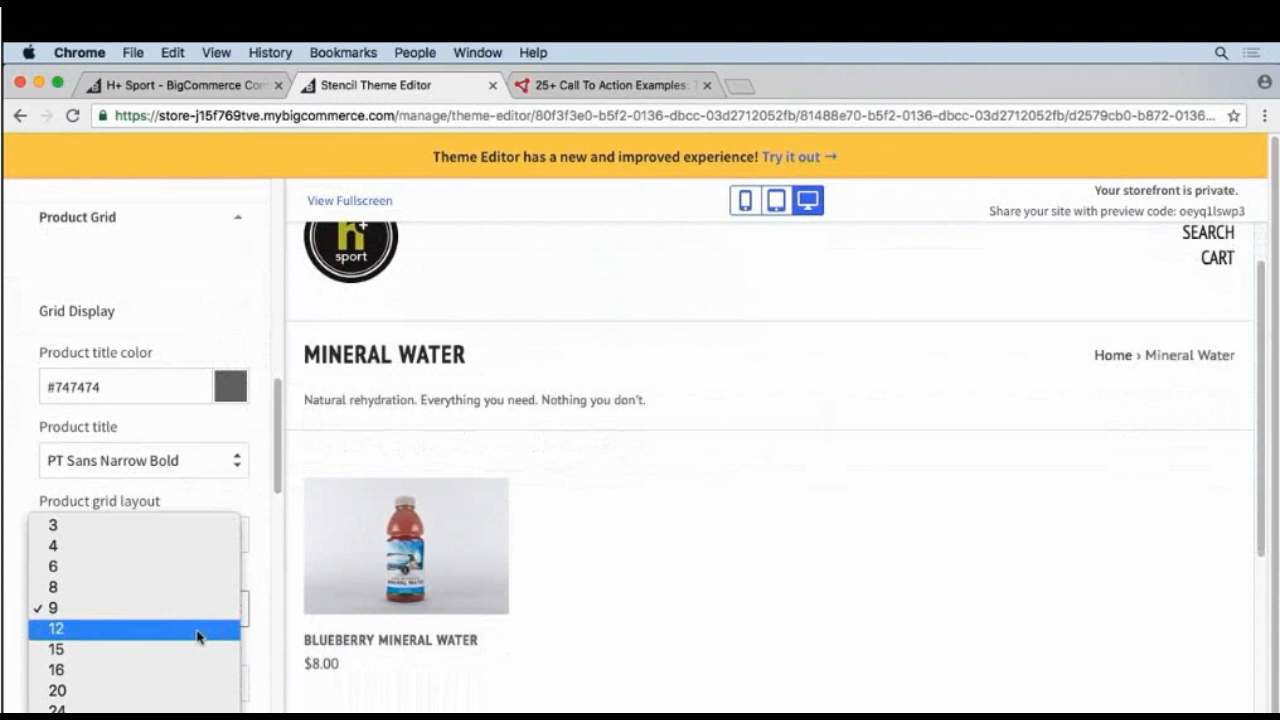 Chrome File Edit View History Bookmarks People Window Help
H+ Sport - BigCommerce Con
Stencil Theme Editor
25+ Call To Action Examples:
https://store-j15f769tve.mybigcommerce.com/manage/theme-editor/80f3f3e0-b5f2-0136-dbcc-03d2712052fb/81488e70-b5f2-0136-dbcc-03d2712052fb/d2579cb0-b872-0136...
Theme Editor has a new and improved experience! Try it out →
Product Grid
Grid Display
Product title color
#747474
Product title
PT Sans Narrow Bold
Product grid layout
3
4
6
8
✓ 9
12
15
16
20
24
View Fullscreen
Your storefront is private.
Share your site with preview code: oeyq1lswp3
h+
sport
SEARCH
CART
MINERAL WATER
Home › Mineral Water
Natural rehydration. Everything you need. Nothing you don't.
MINERAL WATER
BLUEBERRY MINERAL WATER
$8.00